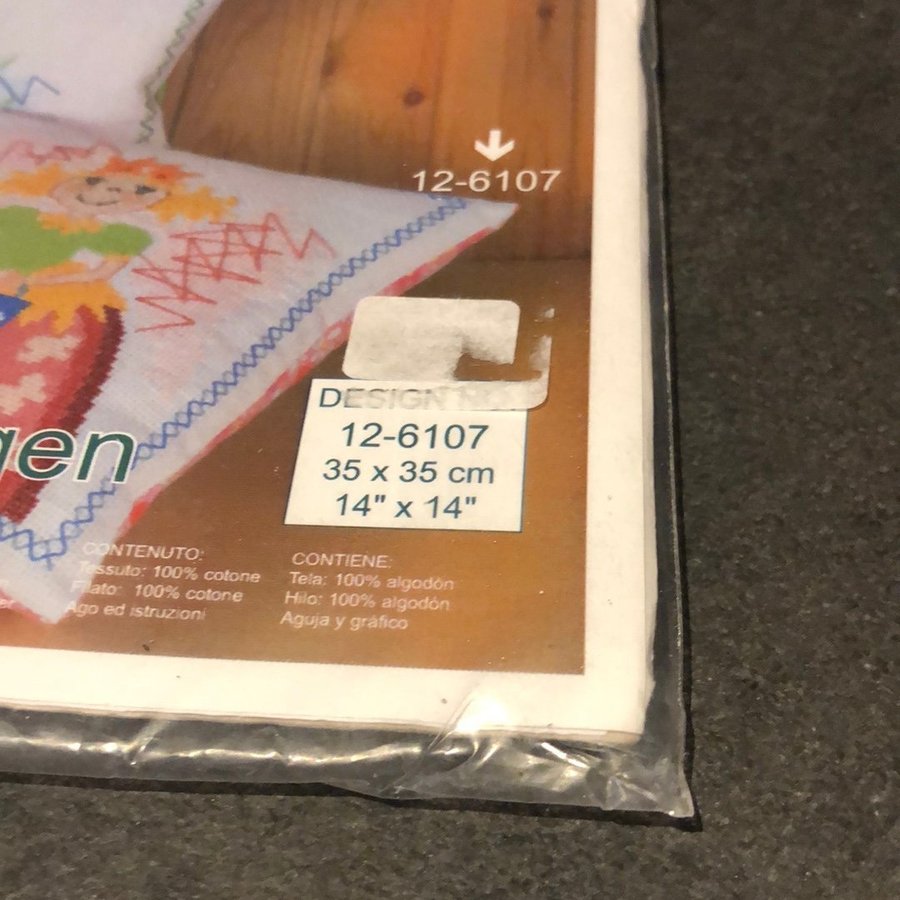 12-6107
DESIGN NO.
12-6107
35 x 35 cm
14" x 14"
gen
CONTENUTO:
Tessuto: 100% cotone
Filato: 100% cotone
Ago ed istruzioni
CONTIENE:
Tela: 100% algodón
Hilo: 100% algodón
Aguja y gráfico